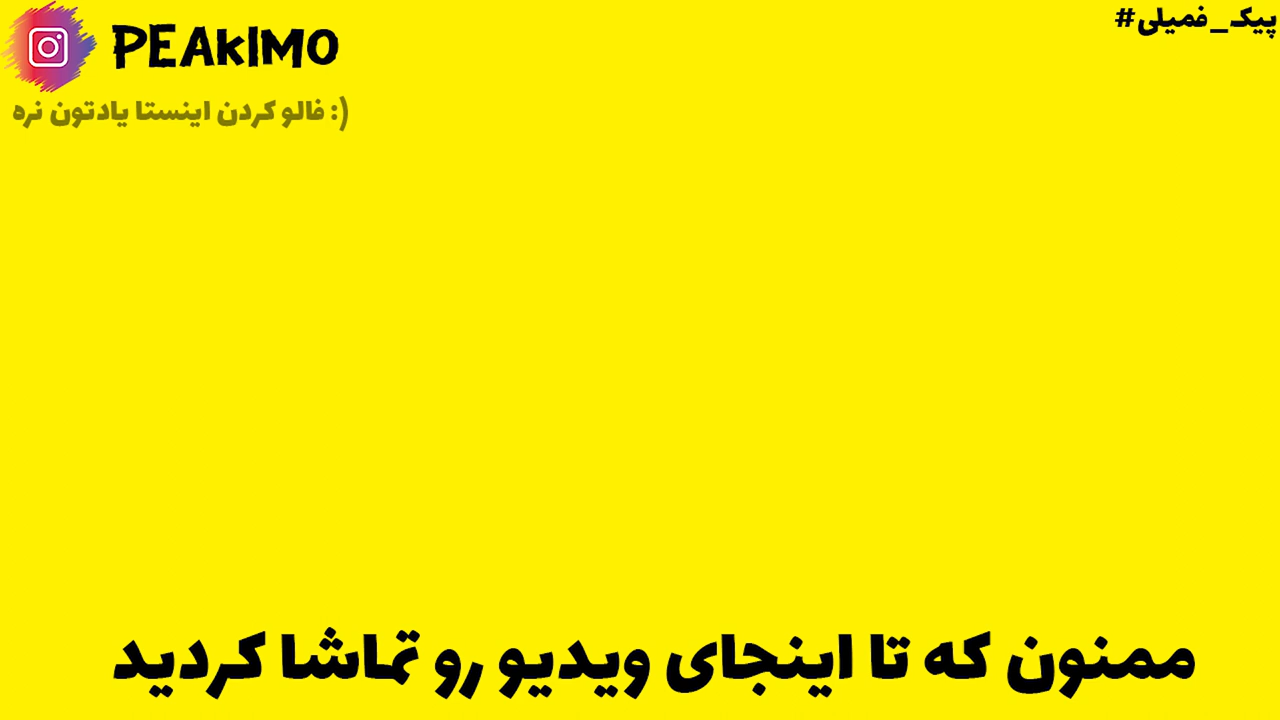 PEAkIMO
#پیک_فمیلی
فالو کردن اینستا یادتون نره :)
ممنون که تا اینجای ویدیو رو تماشا کردید